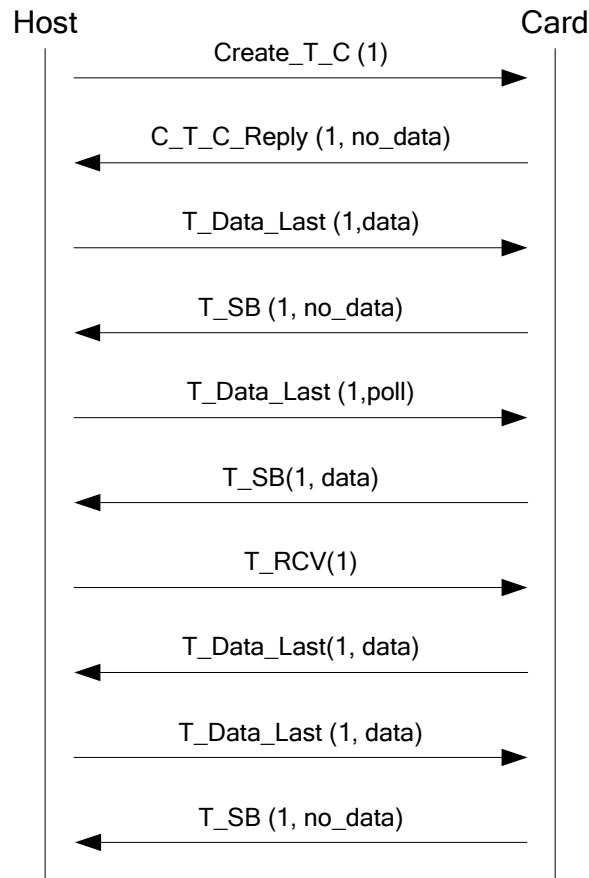 Host
Card
Create_T_C (1)
C_T_C_Reply (1, no_data)
T_Data_Last (1,data)
T_SB (1, no_data)
T_Data_Last (1,poll)
T_SB(1, data)
T_RCV(1)
T_Data_Last(1, data)
T_Data_Last (1, data)
T_SB (1, no_data)